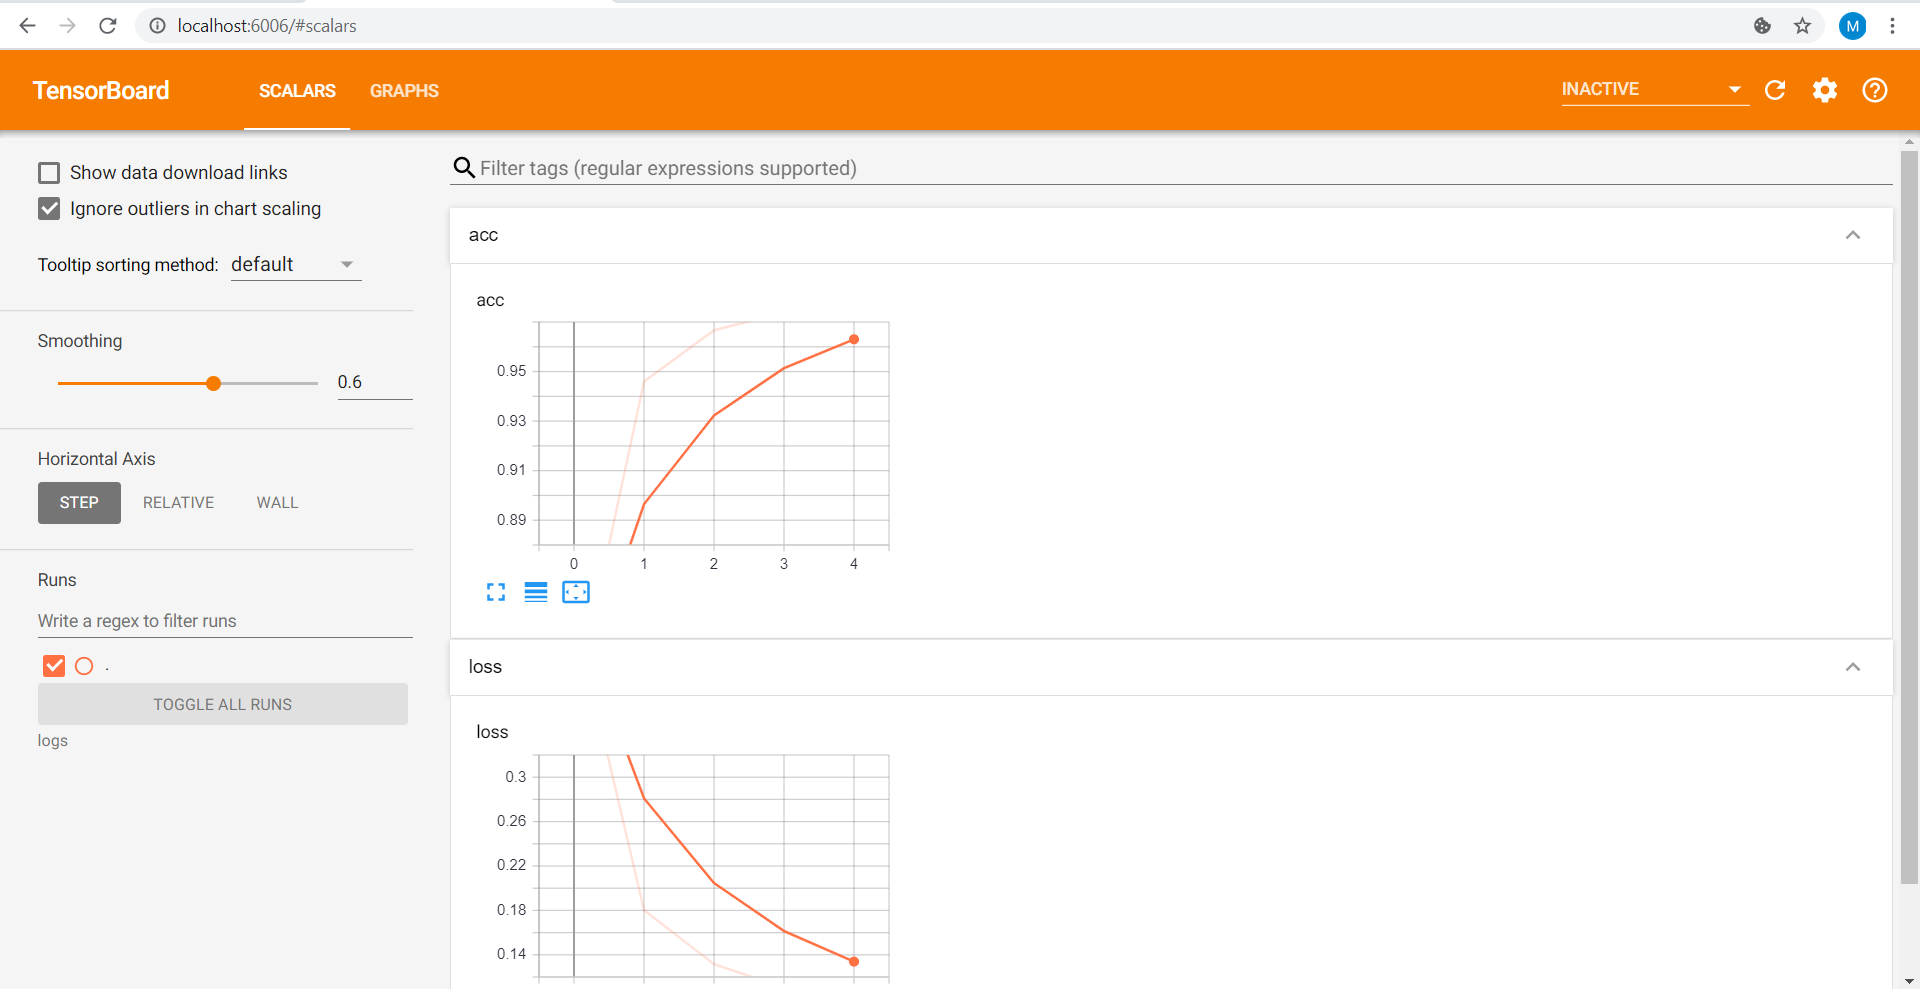 localhost:6006/#scalars
M
TensorBoard
SCALARS
GRAPHS
INACTIVE
Show data download links
Ignore outliers in chart scaling
Tooltip sorting method: default
Smoothing
0.6
Horizontal Axis
STEP
RELATIVE
WALL
Runs
Write a regex to filter runs
.
TOGGLE ALL RUNS
logs
Filter tags (regular expressions supported)
acc
acc
0.95
0.93
0.91
0.89
0 1 2 3 4
loss
loss
0.3
0.26
0.22
0.18
0.14